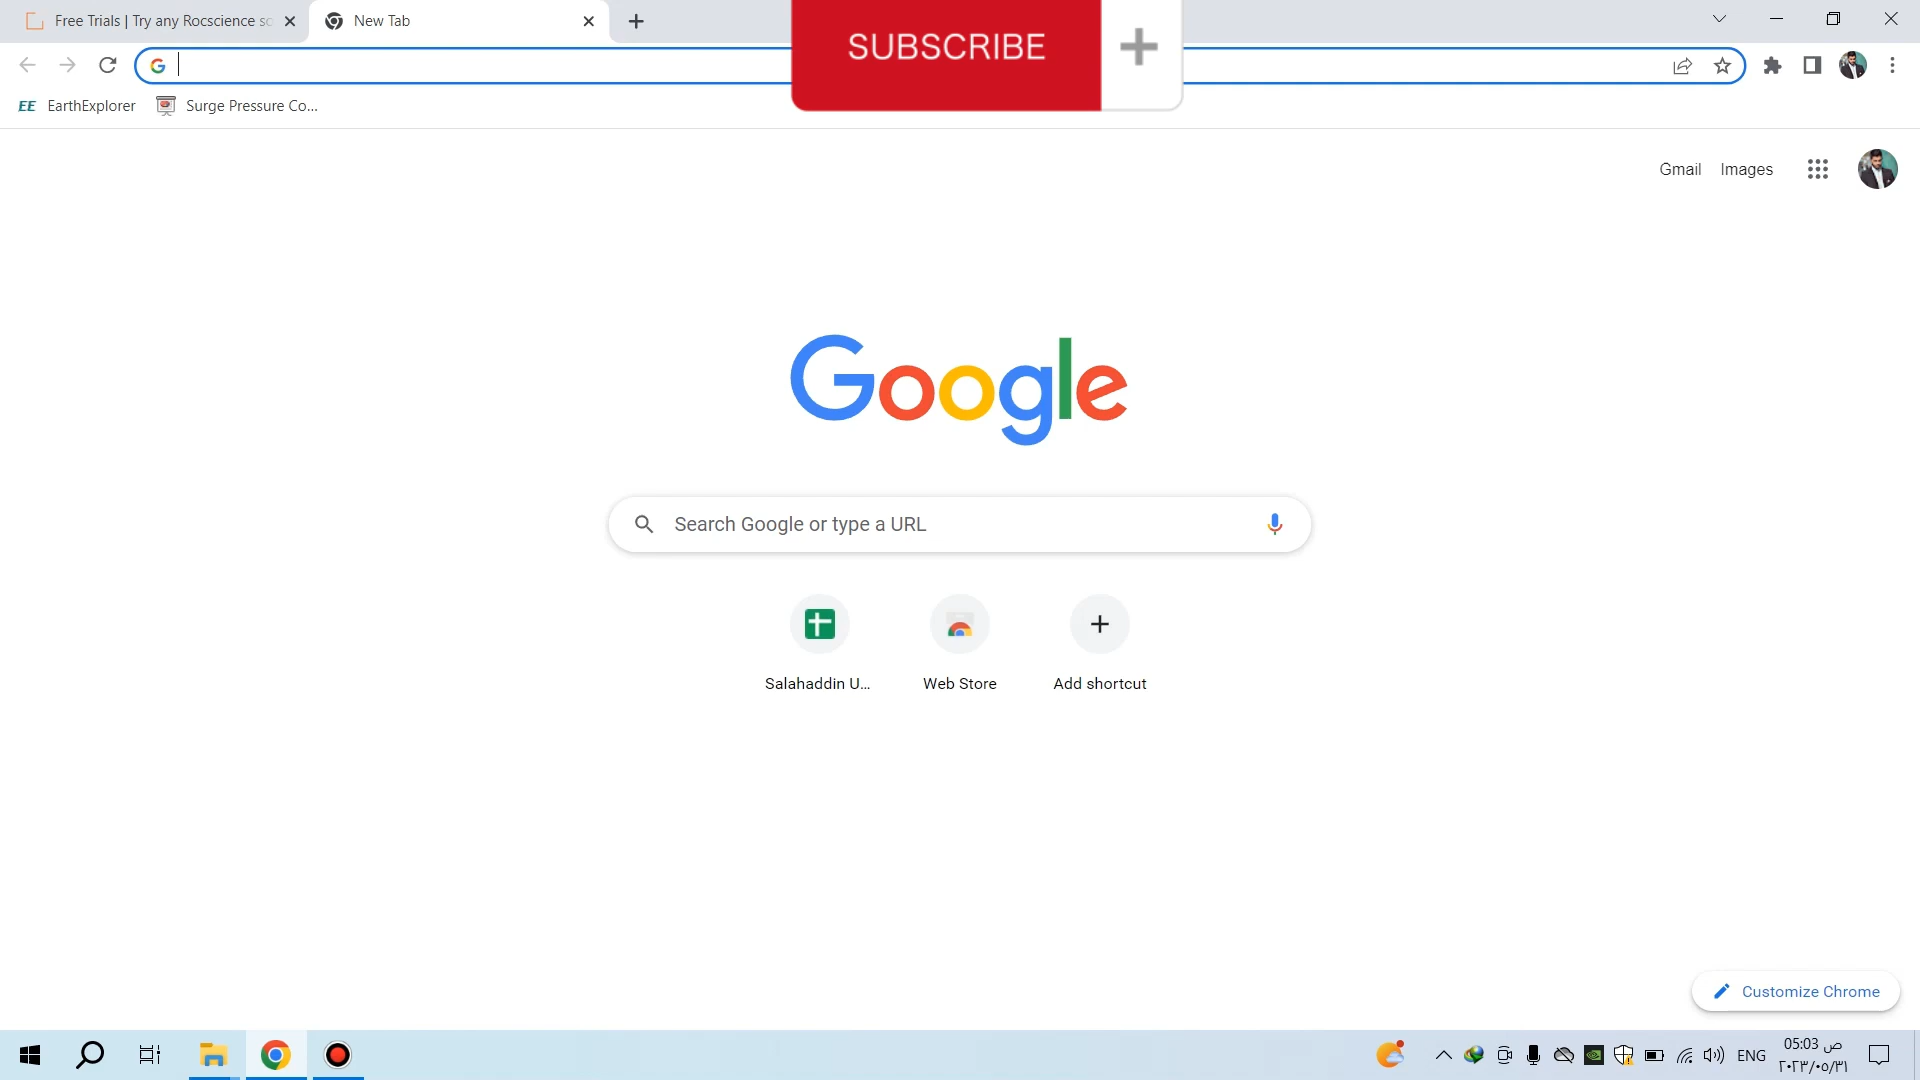 Free Trials | Try any Rocscience so
New Tab
SUBSCRIBE
EE EarthExplorer
Surge Pressure Co...
Gmail
Images
Google
Search Google or type a URL
Salahaddin U...
Web Store
Add shortcut
Customize Chrome
ENG
05:03 ص
٢٠٢٣/٠٥/٣١